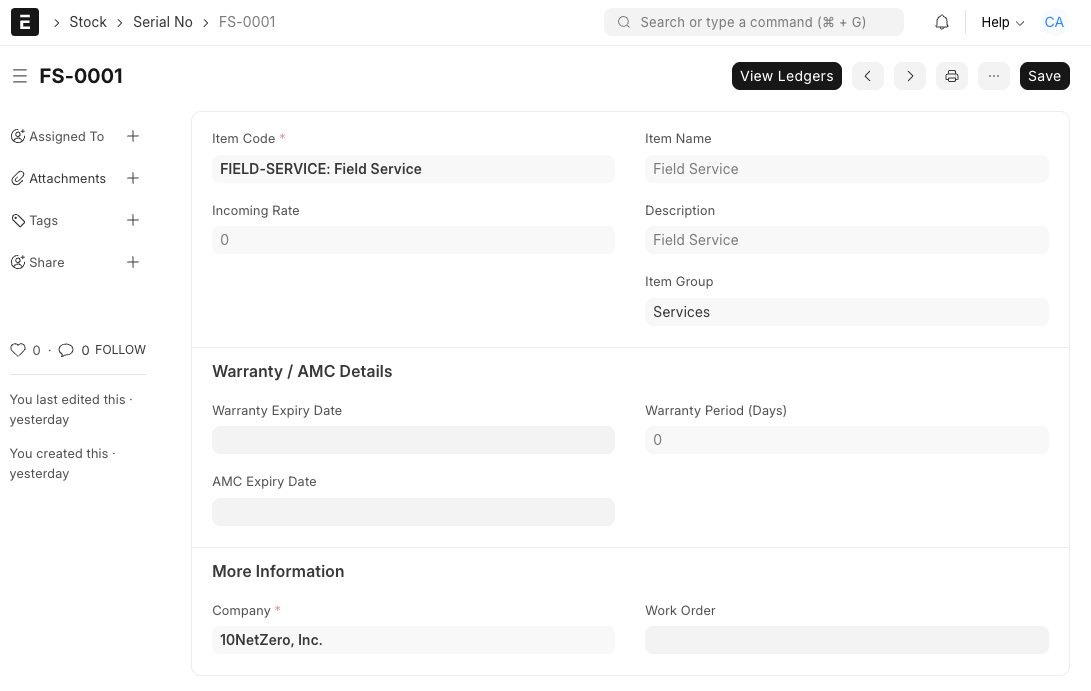 Stock
Serial No
FS-0001
Search or type a command (⌘ + G)
Help
CA
FS-0001
View Ledgers
···
Save
Assigned To
Attachments
Tags
Share
0 · 0 FOLLOW
You last edited this ·
yesterday
You created this ·
yesterday
Item Code *
FIELD-SERVICE: Field Service
Item Name
Field Service
Incoming Rate
0
Description
Field Service
Item Group
Services
Warranty / AMC Details
Warranty Expiry Date
Warranty Period (Days)
0
AMC Expiry Date
More Information
Company *
10NetZero, Inc.
Work Order